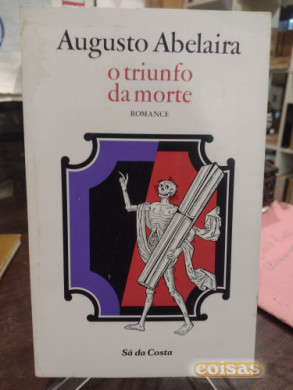 Augusto Abelaira
o triunfo
da morte
ROMANCE
Sá da Costa
coisas